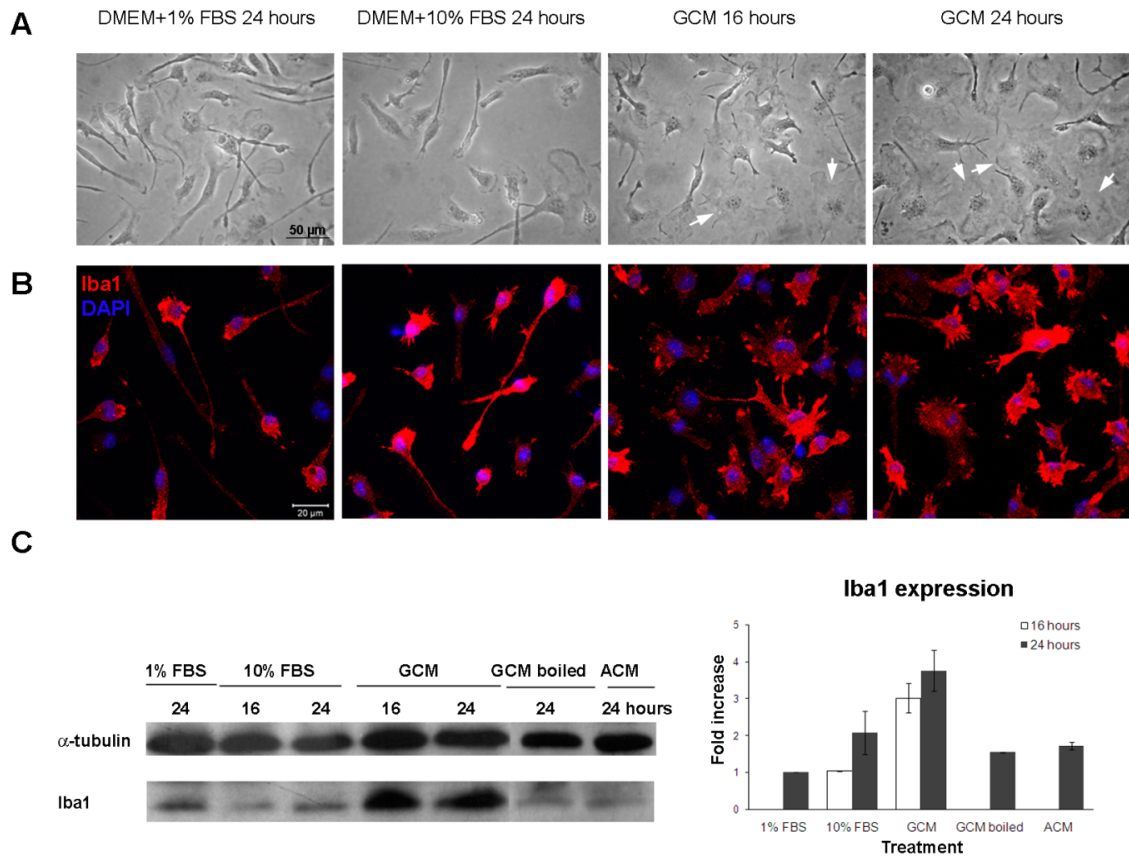 A
DMEM+1% FBS 24 hours
DMEM+10% FBS 24 hours
GCM 16 hours
GCM 24 hours
50 µm
B
Iba1
DAPI
20 µm
C
1% FBS
10% FBS
GCM
GCM boiled
ACM
24
16
24
16
24
24
24 hours
α-tubulin
Iba1
Iba1 expression
16 hours
24 hours
Fold increase
5
4
3
2
1
0
1% FBS
10% FBS
GCM
GCM boiled
ACM
Treatment